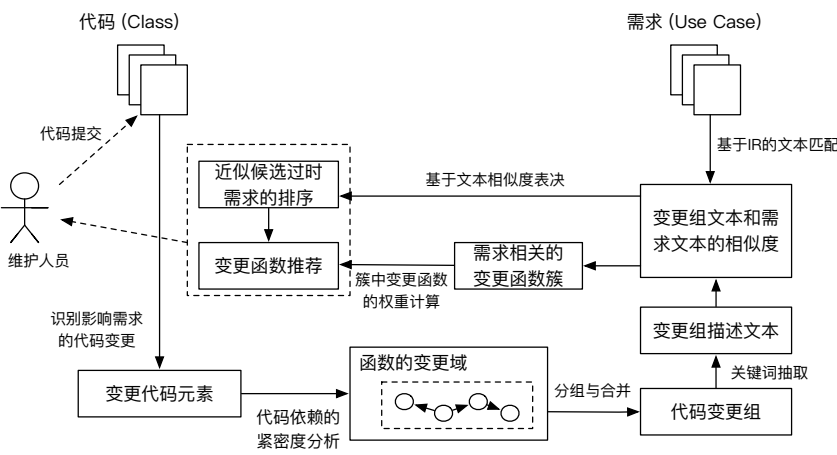 代码 (Class)
需求 (Use Case)
代码提交
基于IR的文本匹配
近似候选过时
需求的排序
基于文本相似度表决
变更组文本和需
求文本的相似度
维护人员
变更函数推荐
簇中变更函数
的权重计算
需求相关的
变更函数簇
识别影响需求
的代码变更
变更组描述文本
函数的变更域
关键词抽取
变更代码元素
代码依赖的
紧密度分析
分组与合并
代码变更组